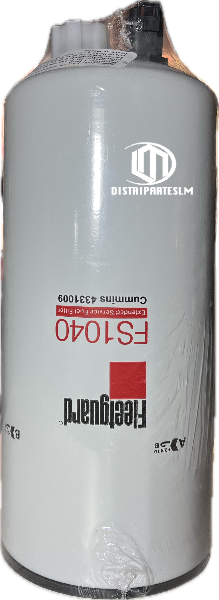 DISTRIPARTESLM
Fleetguard
FS1040
Extended Service Fuel Filter
Cummins 4331009